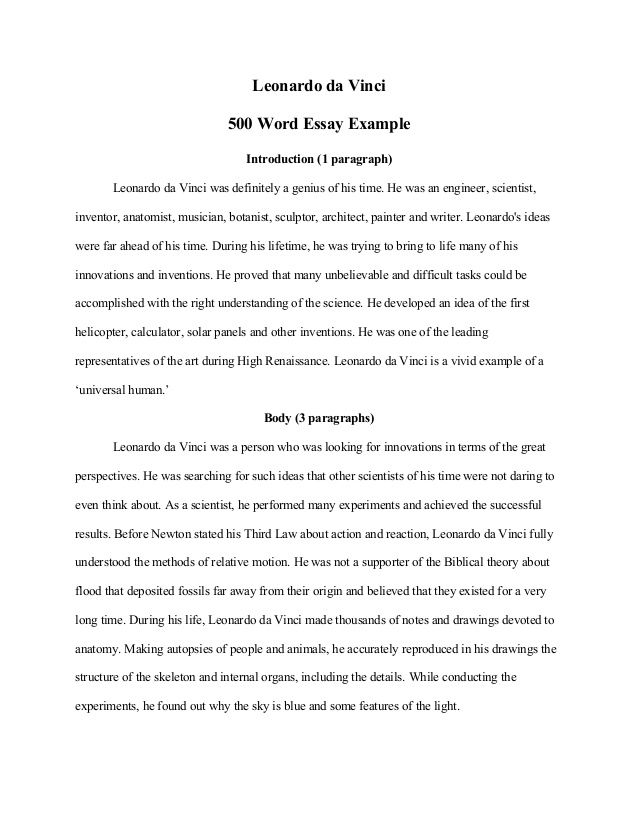 Leonardo da Vinci
500 Word Essay Example
Introduction (1 paragraph)
Leonardo da Vinci was definitely a genius of his time. He was an engineer, scientist,
inventor, anatomist, musician, botanist, sculptor, architect, painter and writer. Leonardo's ideas
were far ahead of his time. During his lifetime, he was trying to bring to life many of his
innovations and inventions. He proved that many unbelievable and difficult tasks could be
accomplished with the right understanding of the science. He developed an idea of the first
helicopter, calculator, solar panels and other inventions. He was one of the leading
representatives of the art during High Renaissance. Leonardo da Vinci is a vivid example of a
‘universal human.’
Body (3 paragraphs)
Leonardo da Vinci was a person who was looking for innovations in terms of the great
perspectives. He was searching for such ideas that other scientists of his time were not daring to
even think about. As a scientist, he performed many experiments and achieved the successful
results. Before Newton stated his Third Law about action and reaction, Leonardo da Vinci fully
understood the methods of relative motion. He was not a supporter of the Biblical theory about
flood that deposited fossils far away from their origin and believed that they existed for a very
long time. During his life, Leonardo da Vinci made thousands of notes and drawings devoted to
anatomy. Making autopsies of people and animals, he accurately reproduced in his drawings the
structure of the skeleton and internal organs, including the details. While conducting the
experiments, he found out why the sky is blue and some features of the light.